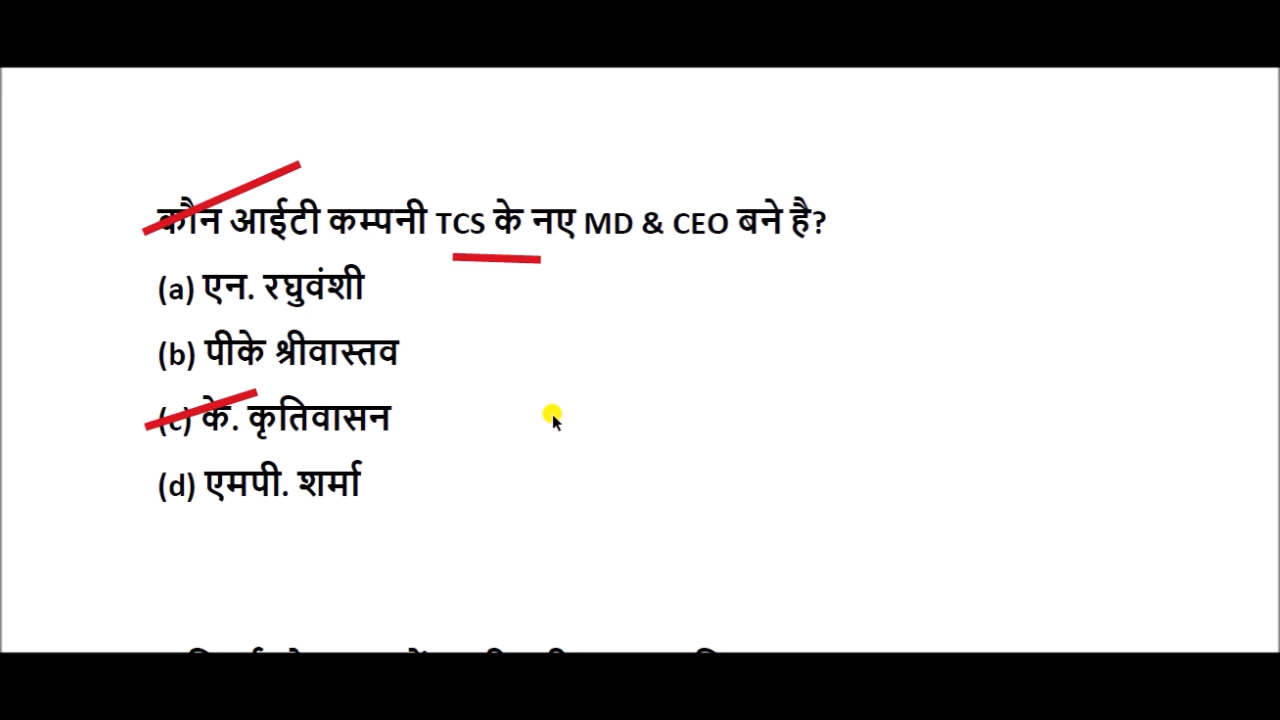 कौन आईटी कम्पनी TCS के नए MD & CEO बने है?
(a) एन. रघुवंशी
(b) पीके श्रीवास्तव
(c) के. कृतिवासन
(d) एमपी. शर्मा